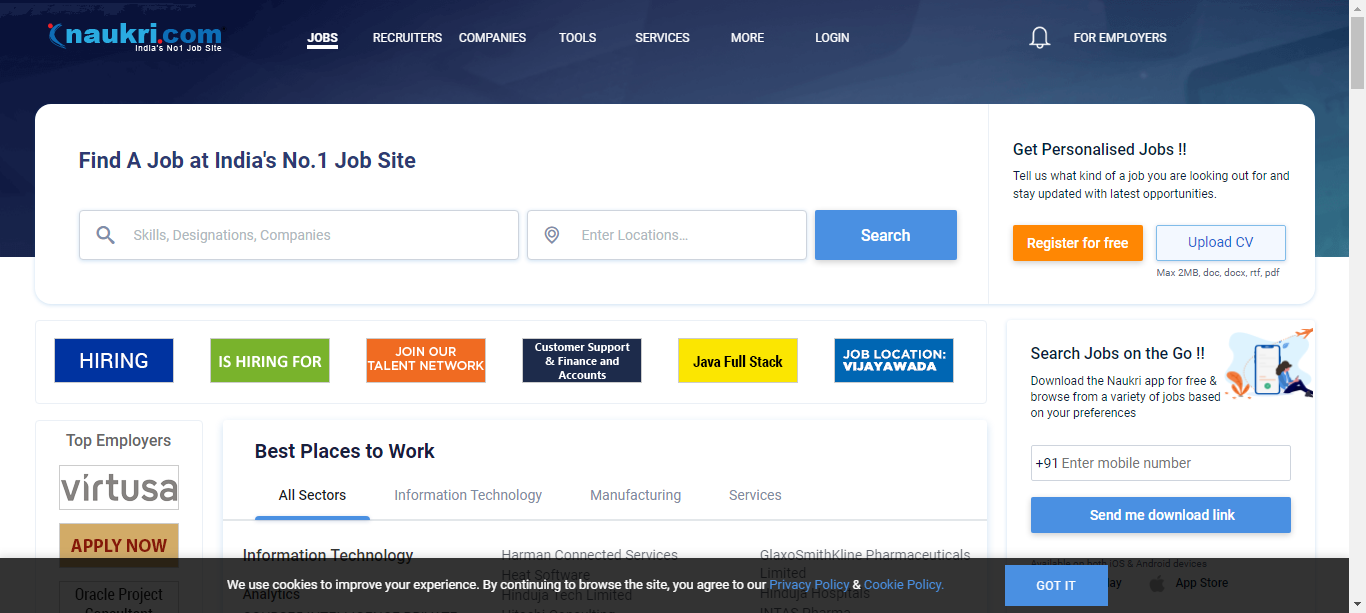 naukri.com
India's No1 Job Site
JOBS
RECRUITERS
COMPANIES
TOOLS
SERVICES
MORE
LOGIN
FOR EMPLOYERS
Find A Job at India's No.1 Job Site
Skills, Designations, Companies
Enter Locations...
Search
Get Personalised Jobs !!
Tell us what kind of a job you are looking out for and
stay updated with latest opportunities.
Register for free
Upload CV
Max 2MB, doc, docx, rtf, pdf
HIRING
IS HIRING FOR
JOIN OUR
TALENT NETWORK
Customer Support
& Finance and
Accounts
Java Full Stack
JOB LOCATION:
VIJAYAWADA
Search Jobs on the Go !!
Download the Naukri app for free &
browse from a variety of jobs based
on your preferences
+91 Enter mobile number
Send me download link
Available on both iOS & Android devices
App Store
Top Employers
virtusa
APPLY NOW
Oracle Project
Consultant
Best Places to Work
All Sectors
Information Technology
Manufacturing
Services
Information Technology
Analytics
Harman Connected Services
Heat Software
Hinduja Tech Limited
Hitachi Consulting
GlaxoSmithKline Pharmaceuticals
Limited
Hinduja Hospitals
INTAS Pharma
We use cookies to improve your experience. By continuing to browse the site, you agree to our Privacy Policy & Cookie Policy.
GOT IT